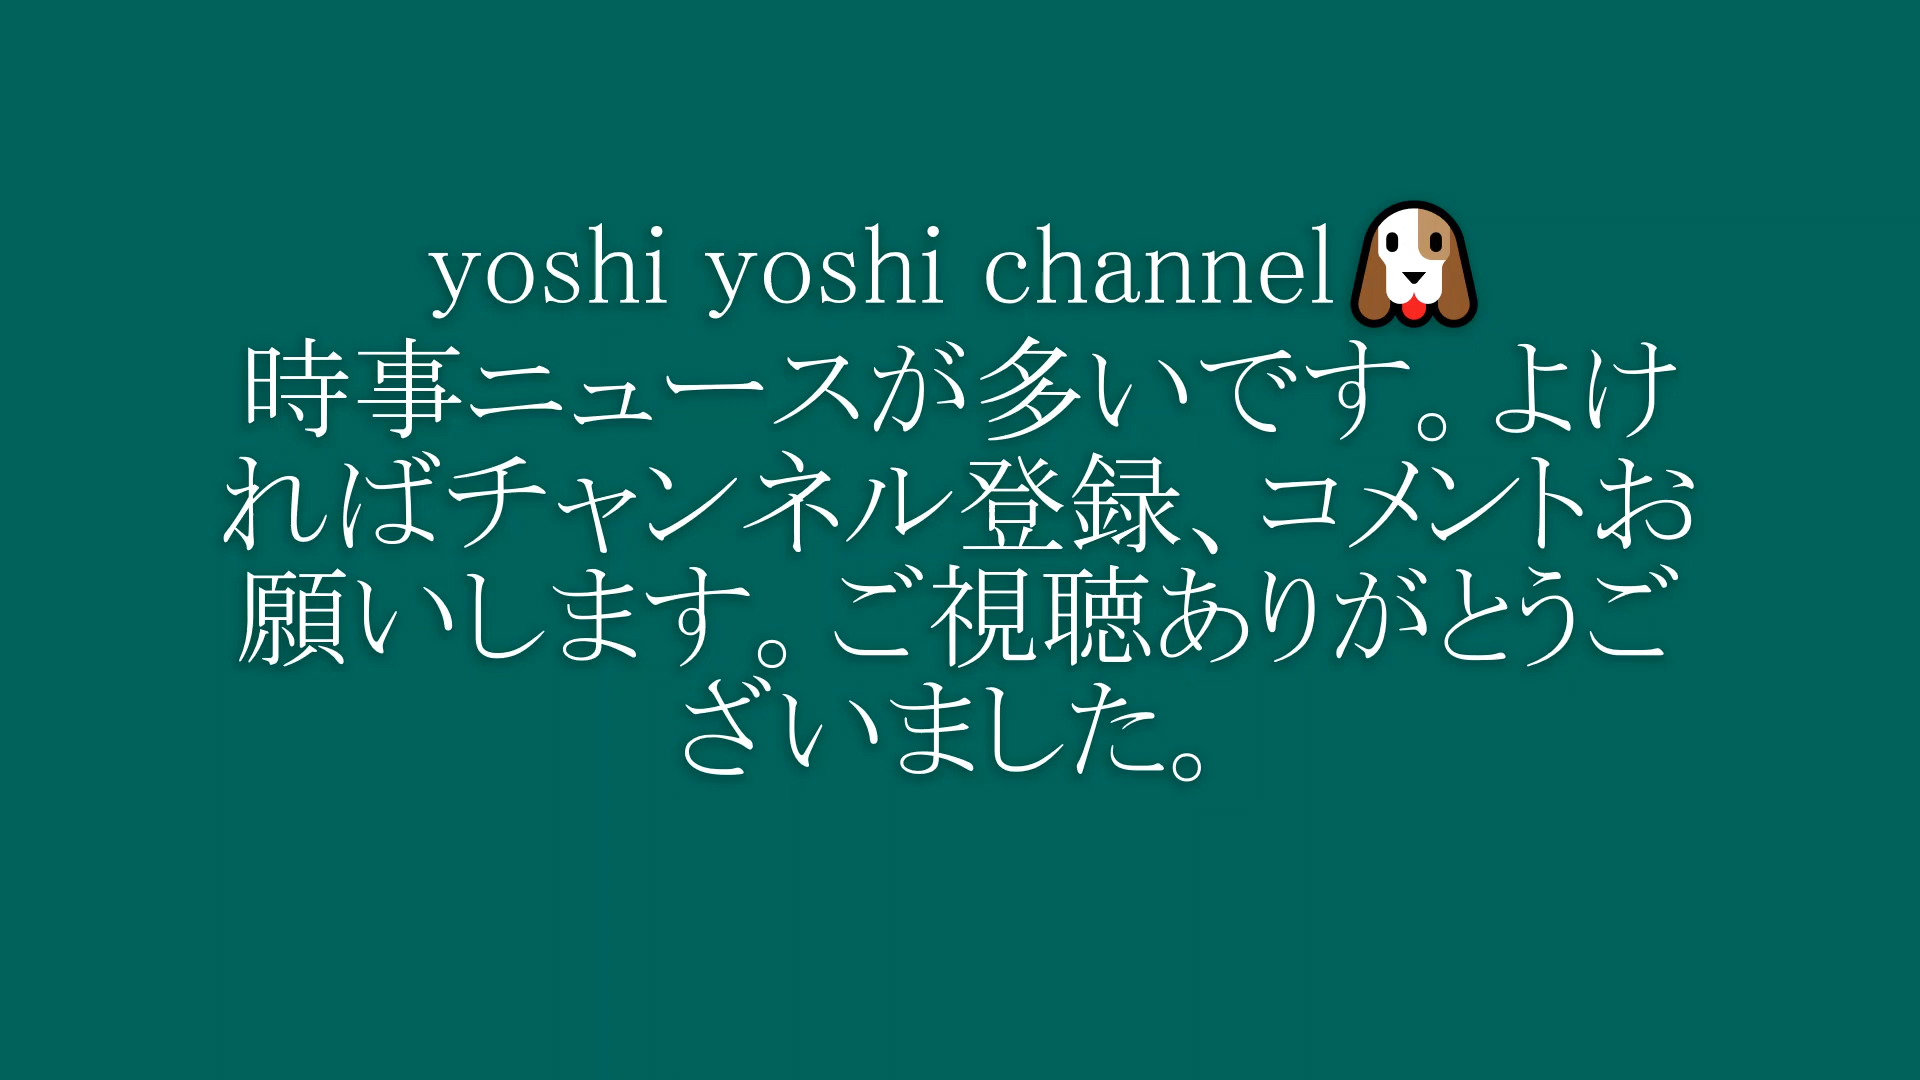 yoshi yoshi channel🐶
時事ニュースが多いです。よけ
ればチャンネル登録、コメントお
願いします。ご視聴ありがとうご
ざいました。